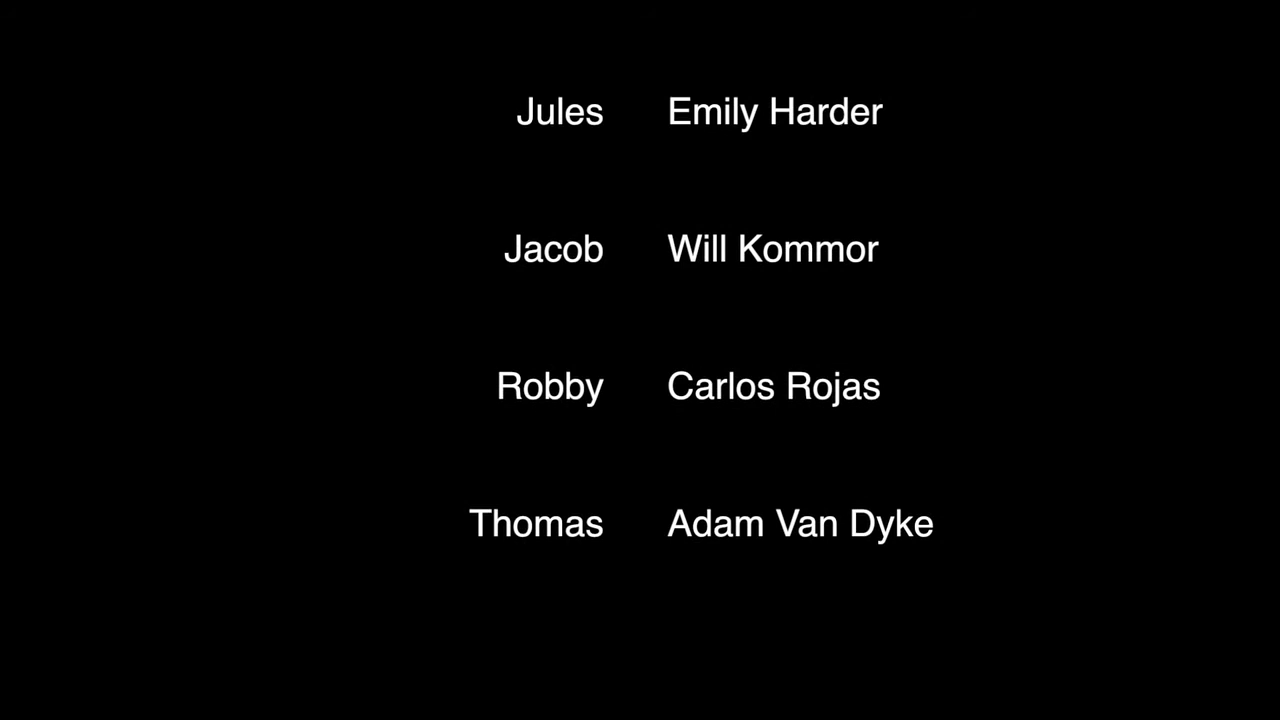 Jules Emily Harder
Jacob Will Kommor
Robby Carlos Rojas
Thomas Adam Van Dyke